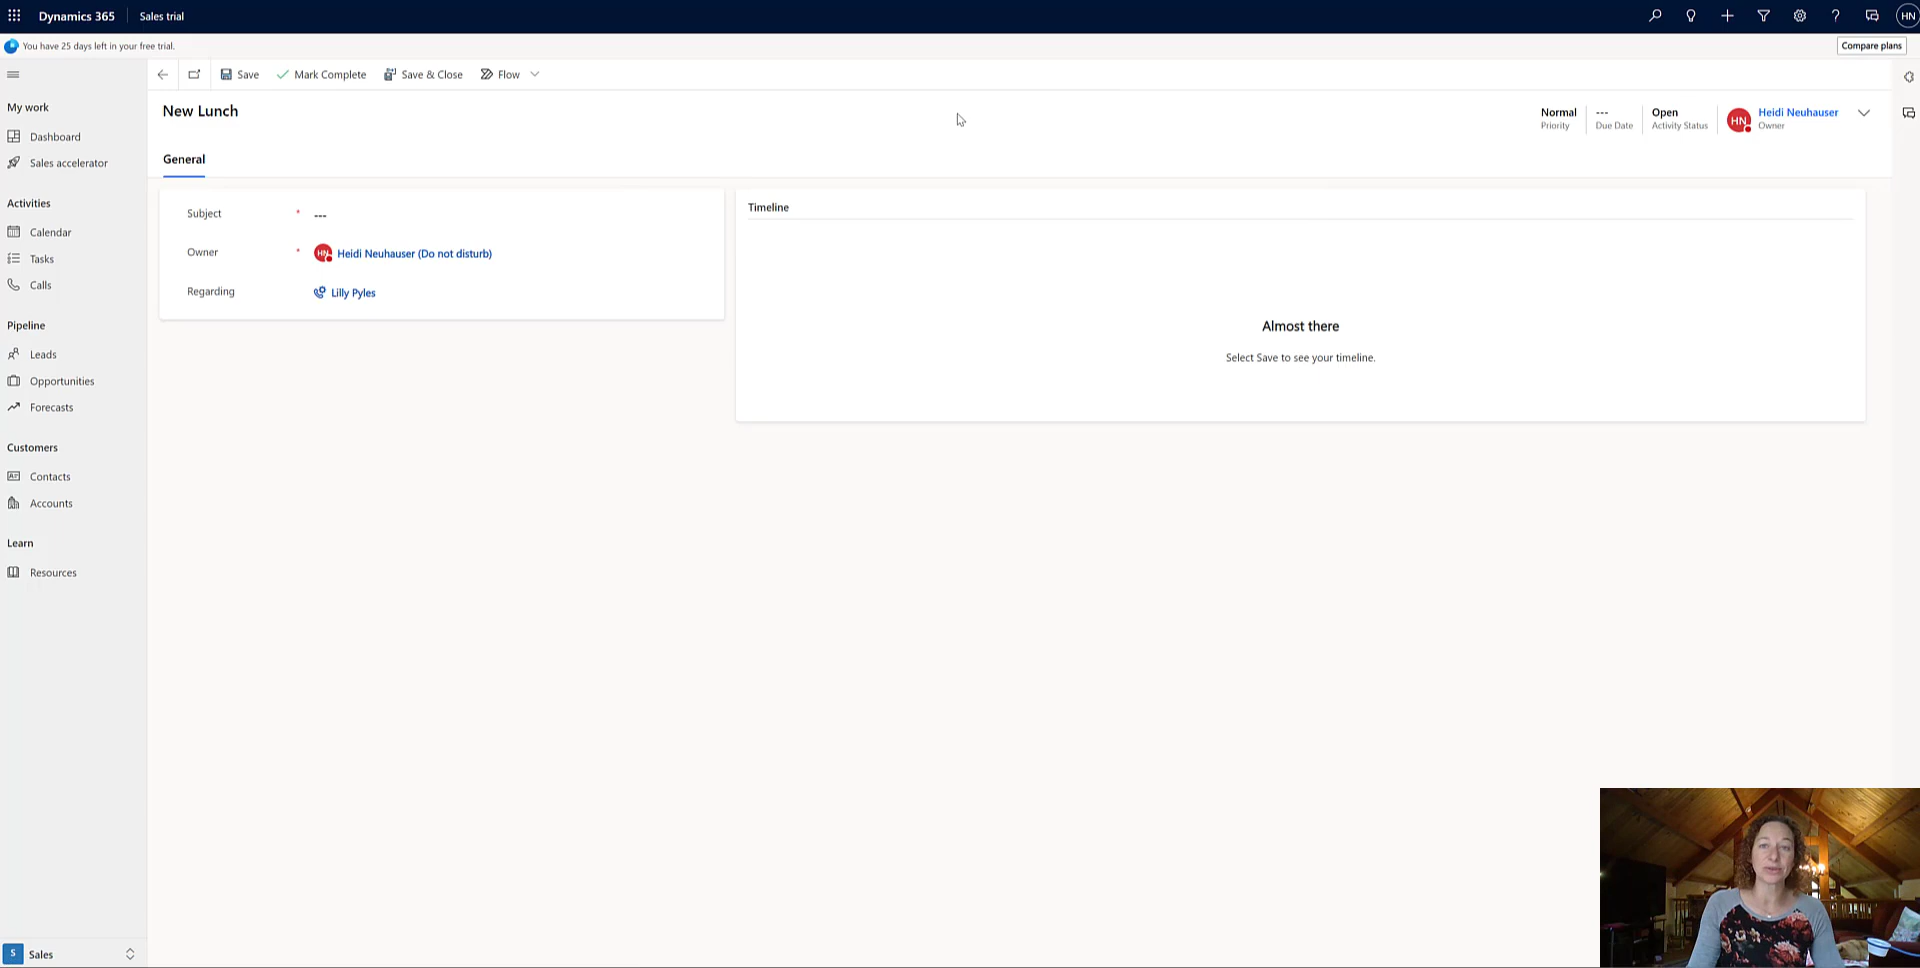 Dynamics 365
Sales trial
HN
You have 25 days left in your free trial.
Compare plans
Save
Mark Complete
Save & Close
Flow
My work
Dashboard
Sales accelerator
Activities
Calendar
Tasks
Calls
Pipeline
Leads
Opportunities
Forecasts
Customers
Contacts
Accounts
Learn
Resources
S Sales
New Lunch
Normal
Priority
---
Due Date
Open
Activity Status
HN
Heidi Neuhauser
Owner
General
Subject * ---
Owner * HN Heidi Neuhauser (Do not disturb)
Regarding Lilly Pyles
Timeline
Almost there
Select Save to see your timeline.